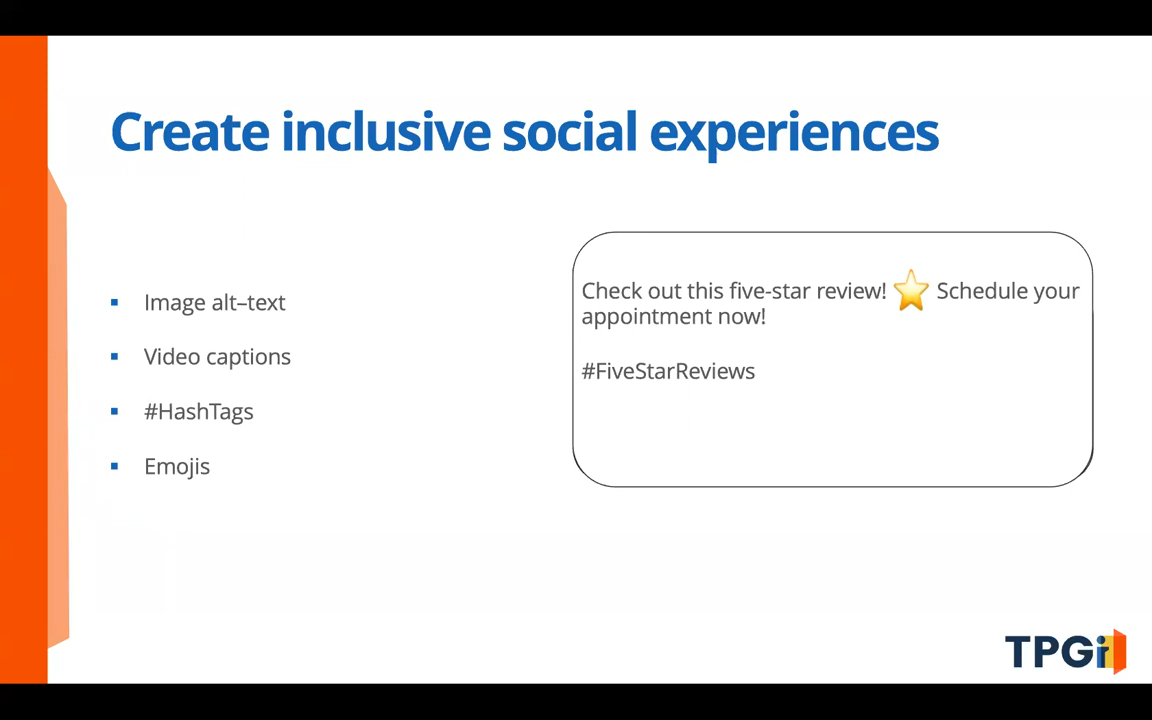 Create inclusive social experiences
Image alt–text
Video captions
#HashTags
Emojis
Check out this five-star review! ⭐ Schedule your
appointment now!
#FiveStarReviews
TPGi